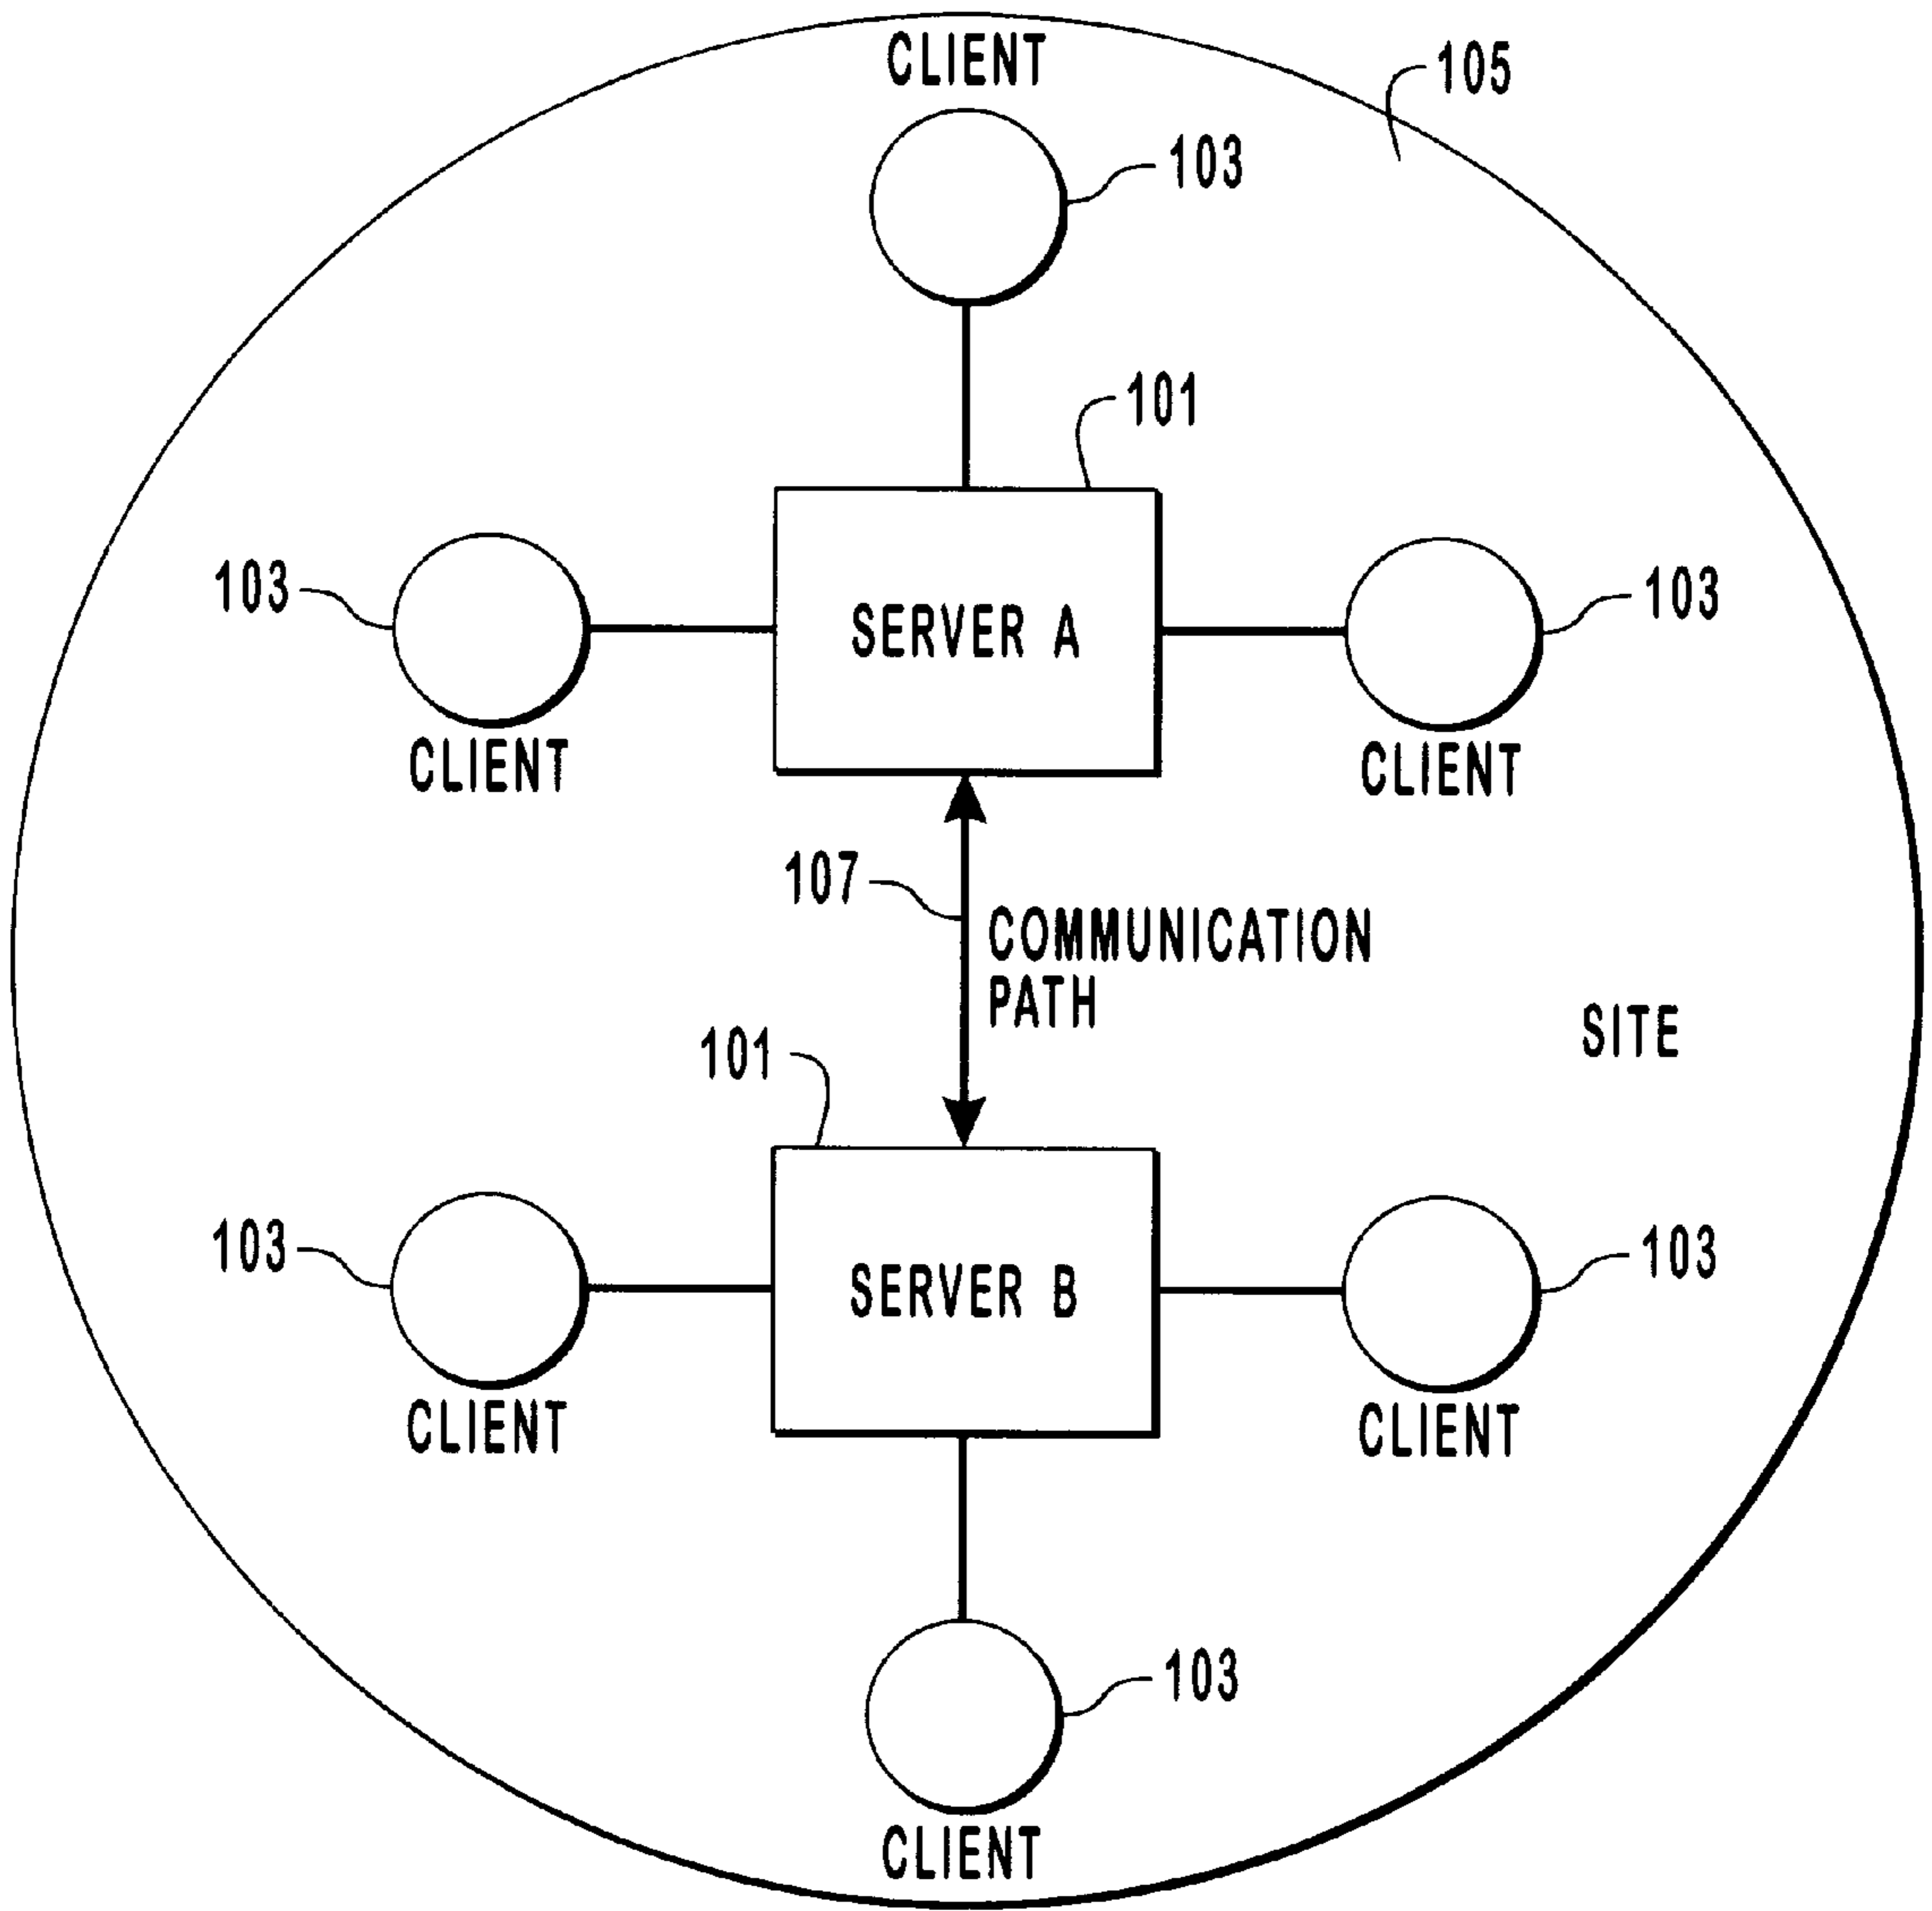 CLIENT
105
103
101
103
SERVER A
103
CLIENT
CLIENT
107
COMMUNICATION
PATH
SITE
101
103
SERVER B
103
CLIENT
CLIENT
103
CLIENT